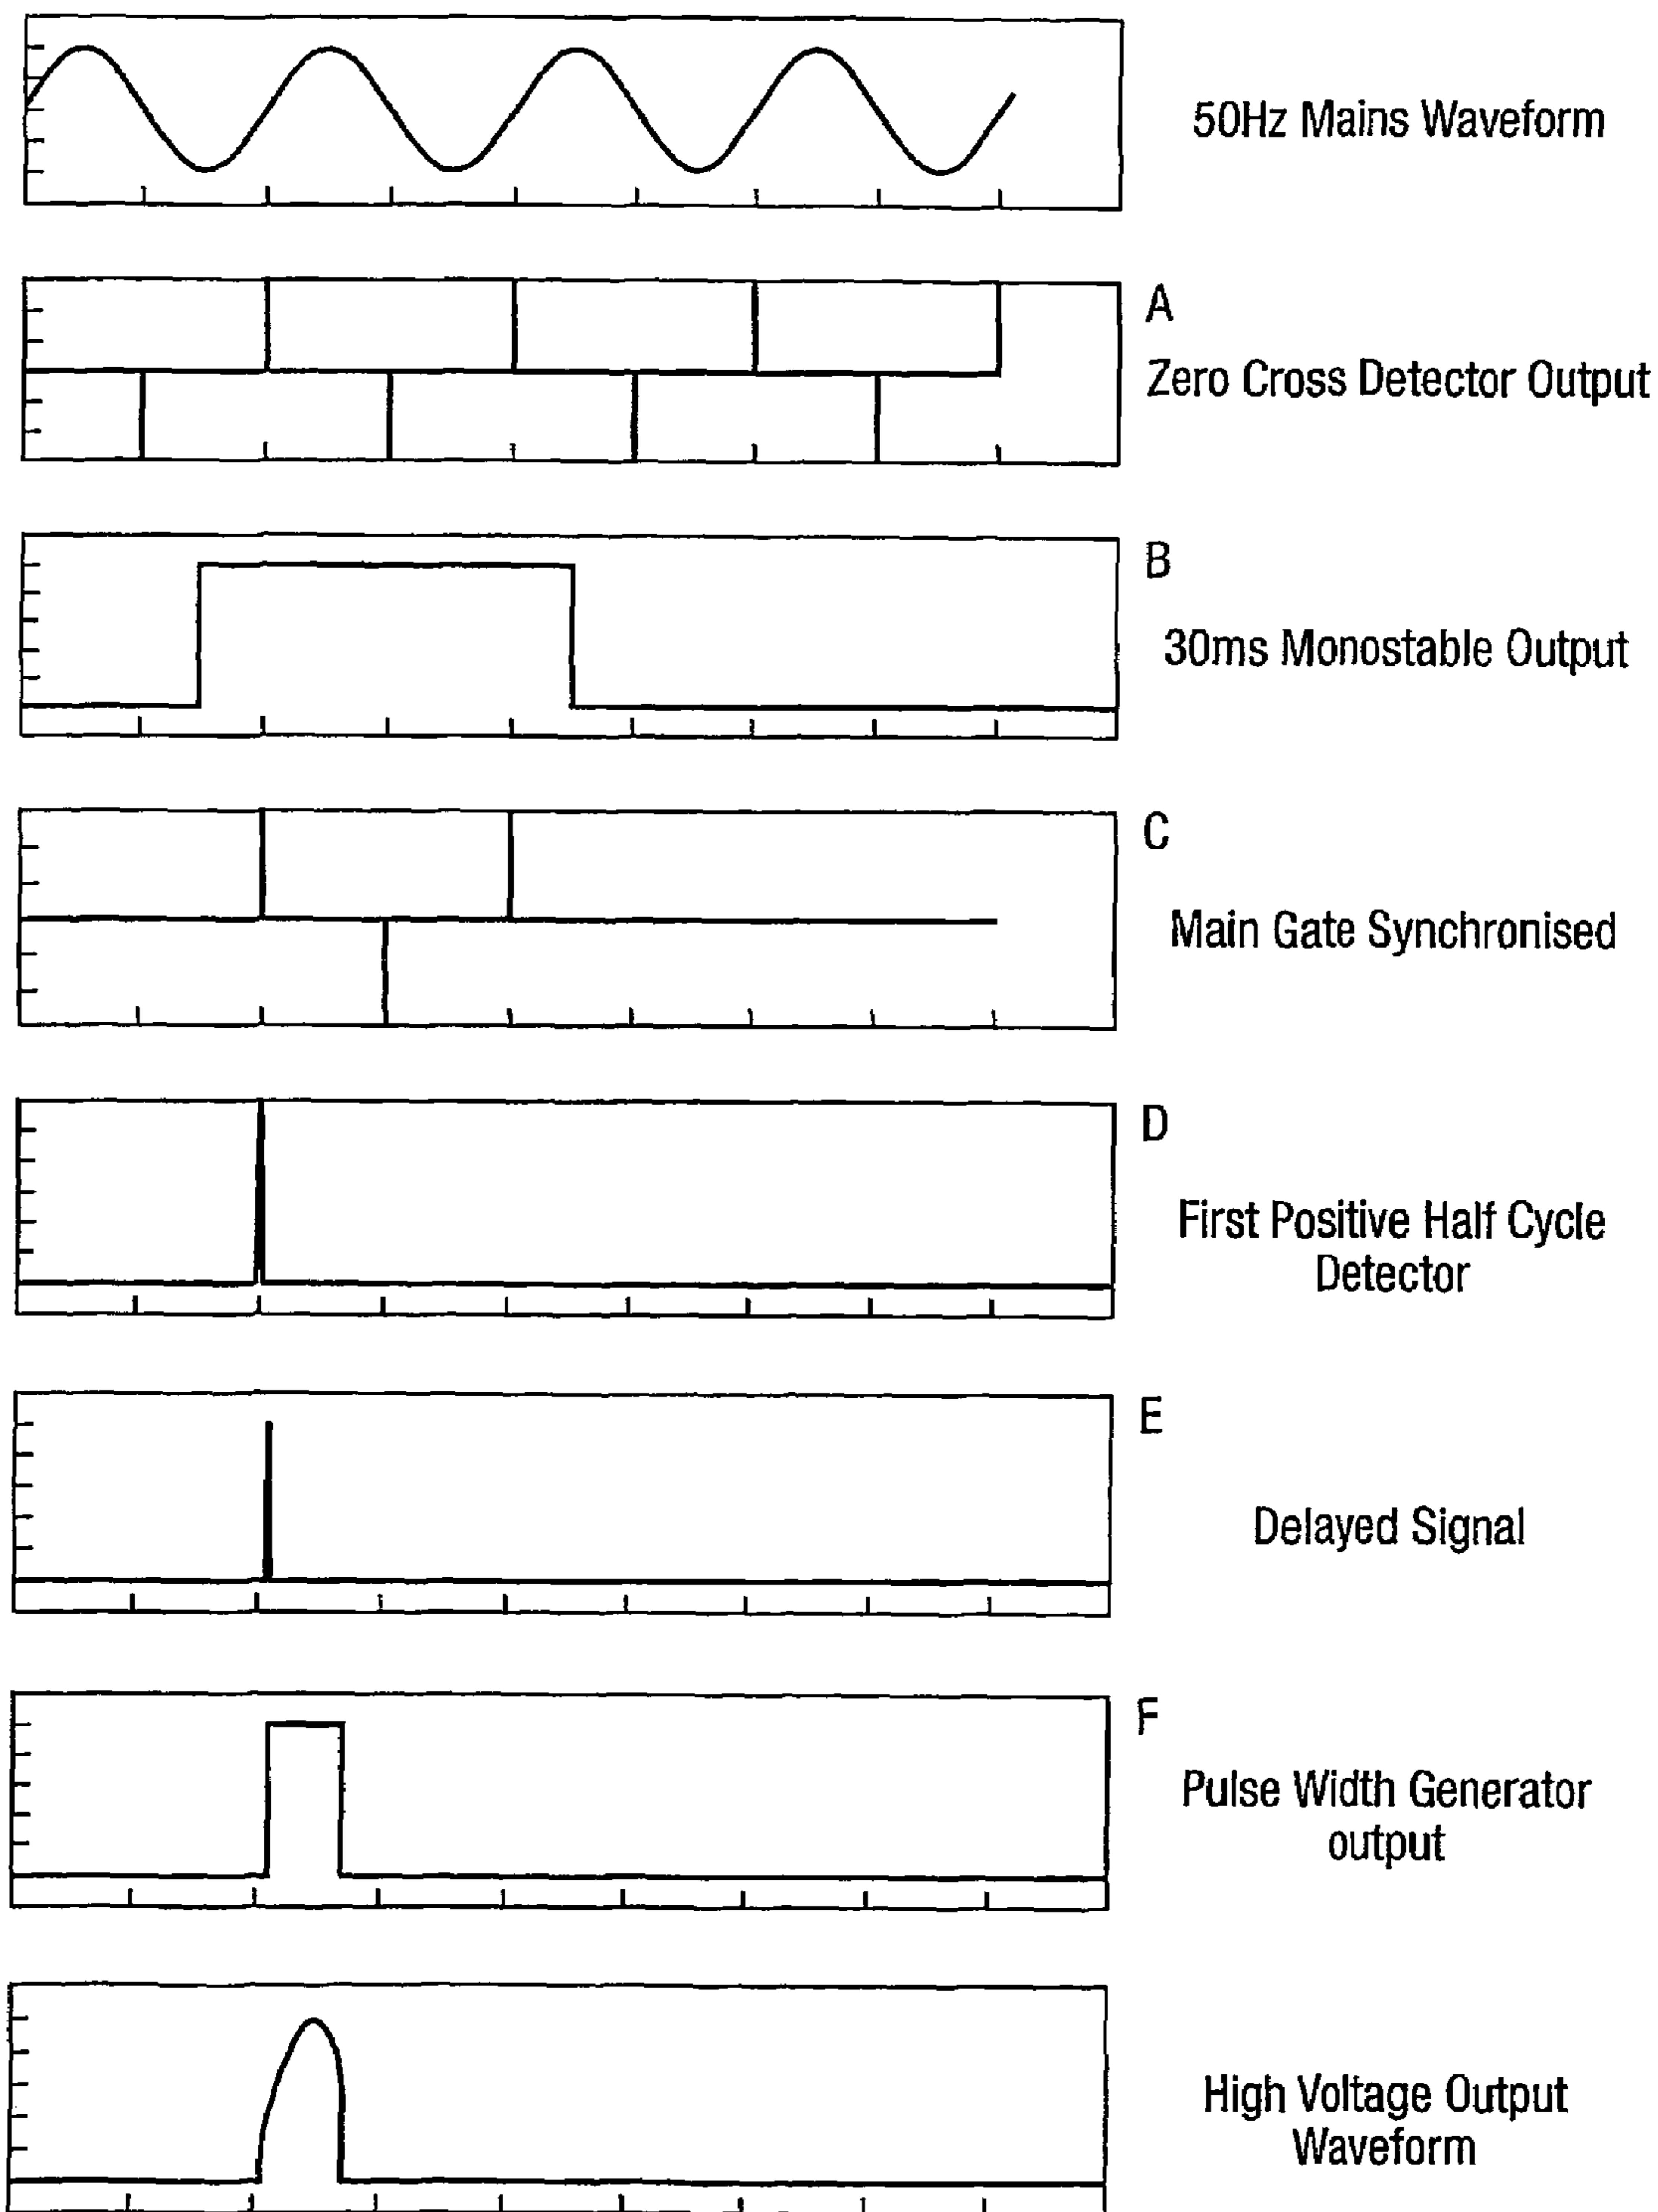 50Hz Mains Waveform
A
Zero Cross Detector Output
B
30ms Monostable Output
C
Main Gate Synchronised
D
First Positive Half Cycle
Detector
E
Delayed Signal
F
Pulse Width Generator
output
High Voltage Output
Waveform